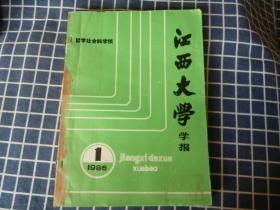 哲学社会科学版
江西大学
学报
1
1986
jiangxi daxue
xuebao